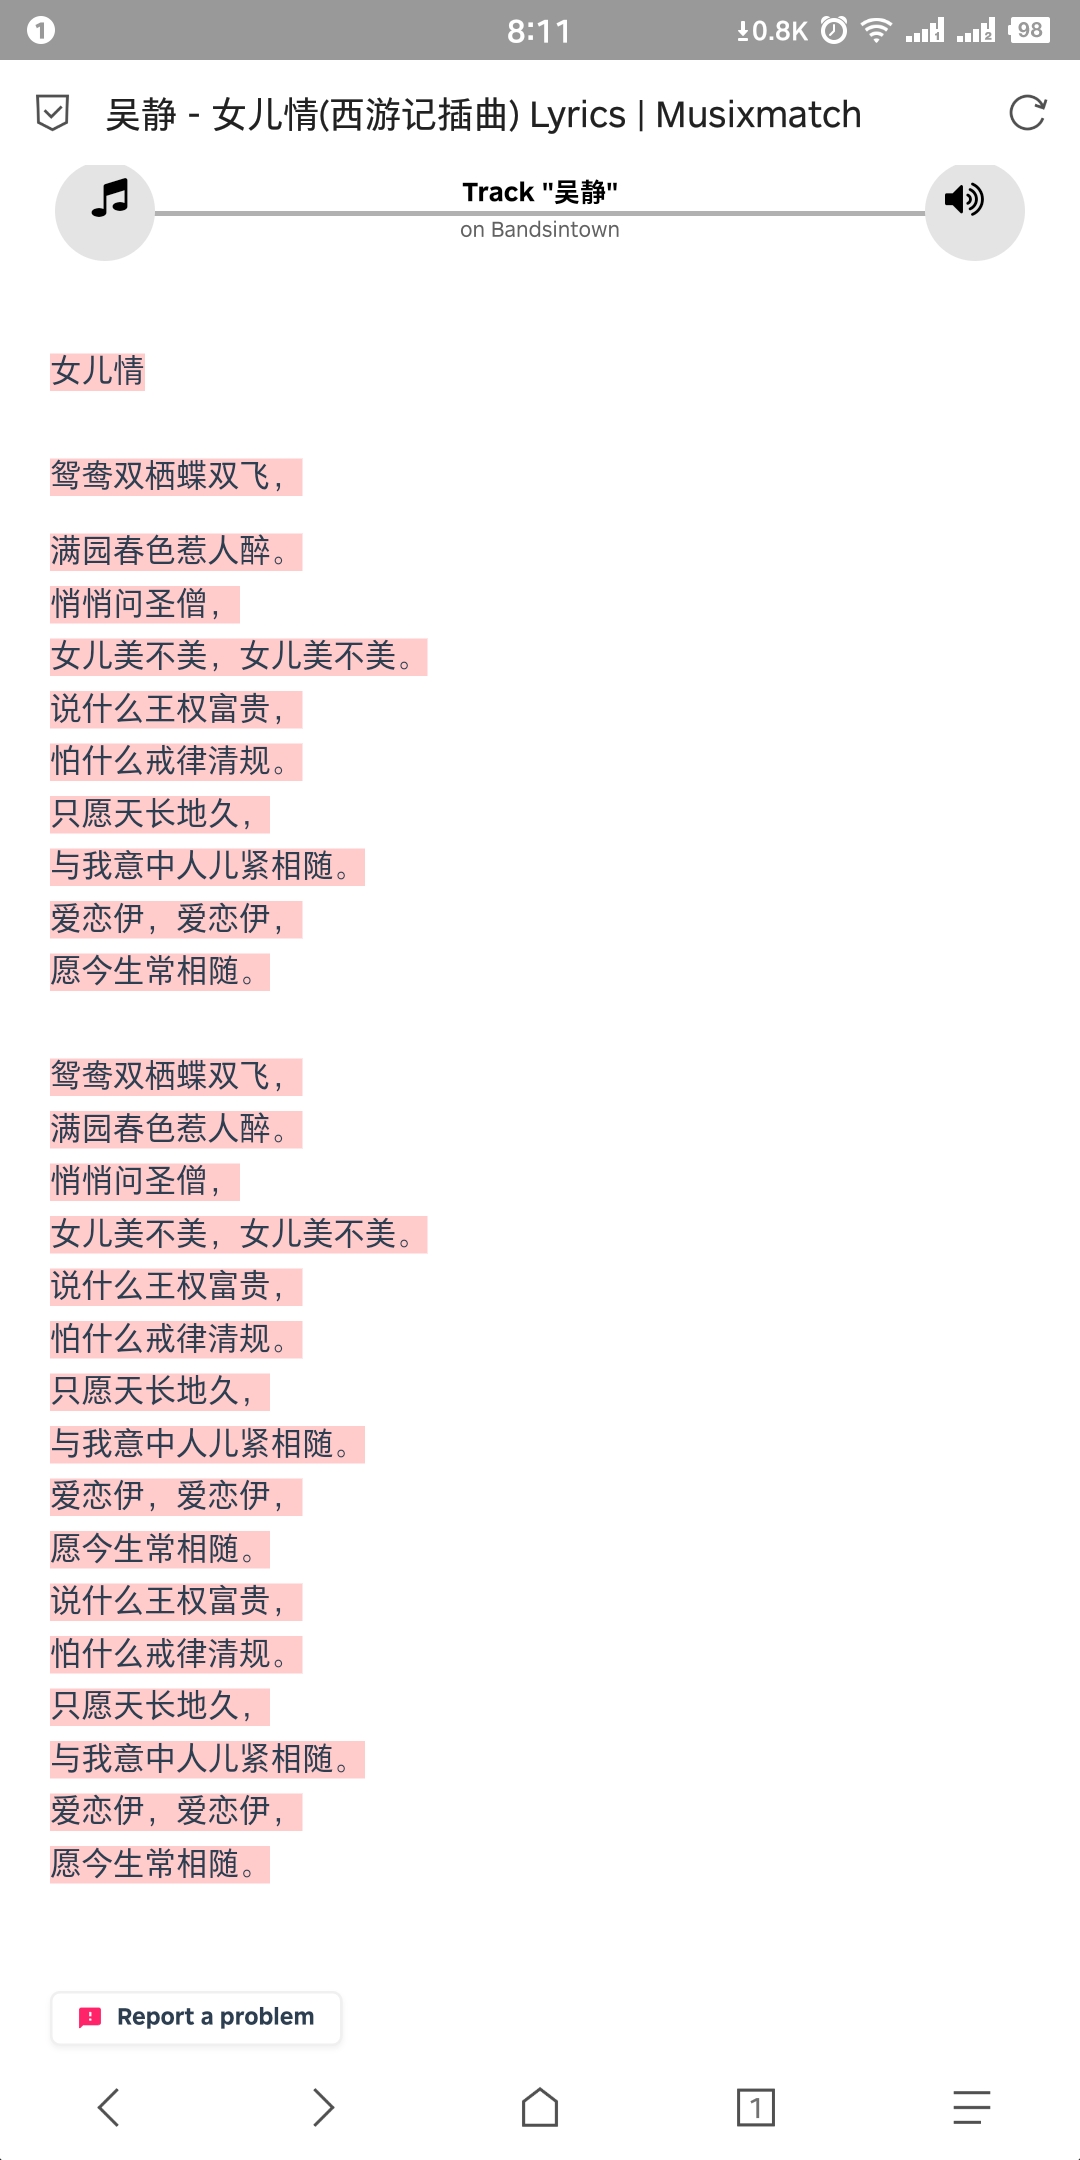 1
8:11
0.8K
1
2
98
吴静 - 女儿情(西游记插曲) Lyrics | Musixmatch
Track "吴静"
on Bandsintown
女儿情
鸳鸯双栖蝶双飞，
满园春色惹人醉。
悄悄问圣僧，
女儿美不美，女儿美不美。
说什么王权富贵，
怕什么戒律清规。
只愿天长地久，
与我意中人儿紧相随。
爱恋伊，爱恋伊，
愿今生常相随。
鸳鸯双栖蝶双飞，
满园春色惹人醉。
悄悄问圣僧，
女儿美不美，女儿美不美。
说什么王权富贵，
怕什么戒律清规。
只愿天长地久，
与我意中人儿紧相随。
爱恋伊，爱恋伊，
愿今生常相随。
说什么王权富贵，
怕什么戒律清规。
只愿天长地久，
与我意中人儿紧相随。
爱恋伊，爱恋伊，
愿今生常相随。
Report a problem
1